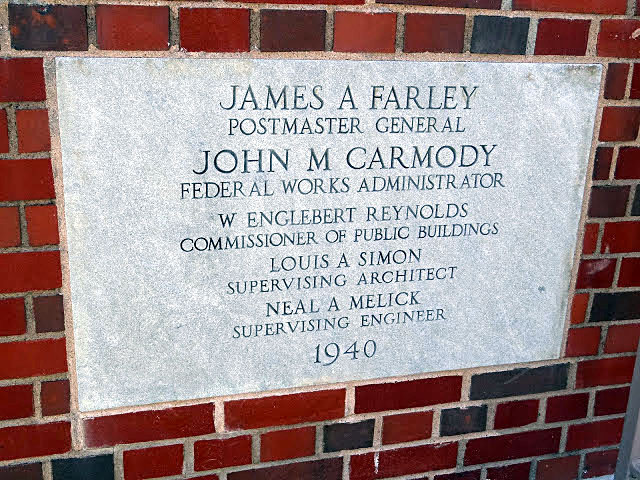 JAMES A FARLEY
POSTMASTER GENERAL
JOHN M CARMODY
FEDERAL WORKS ADMINISTRATOR
W ENGLEBERT REYNOLDS
COMMISSIONER OF PUBLIC BUILDINGS
LOUIS A SIMON
SUPERVISING ARCHITECT
NEAL A MELICK
SUPERVISING ENGINEER
1940